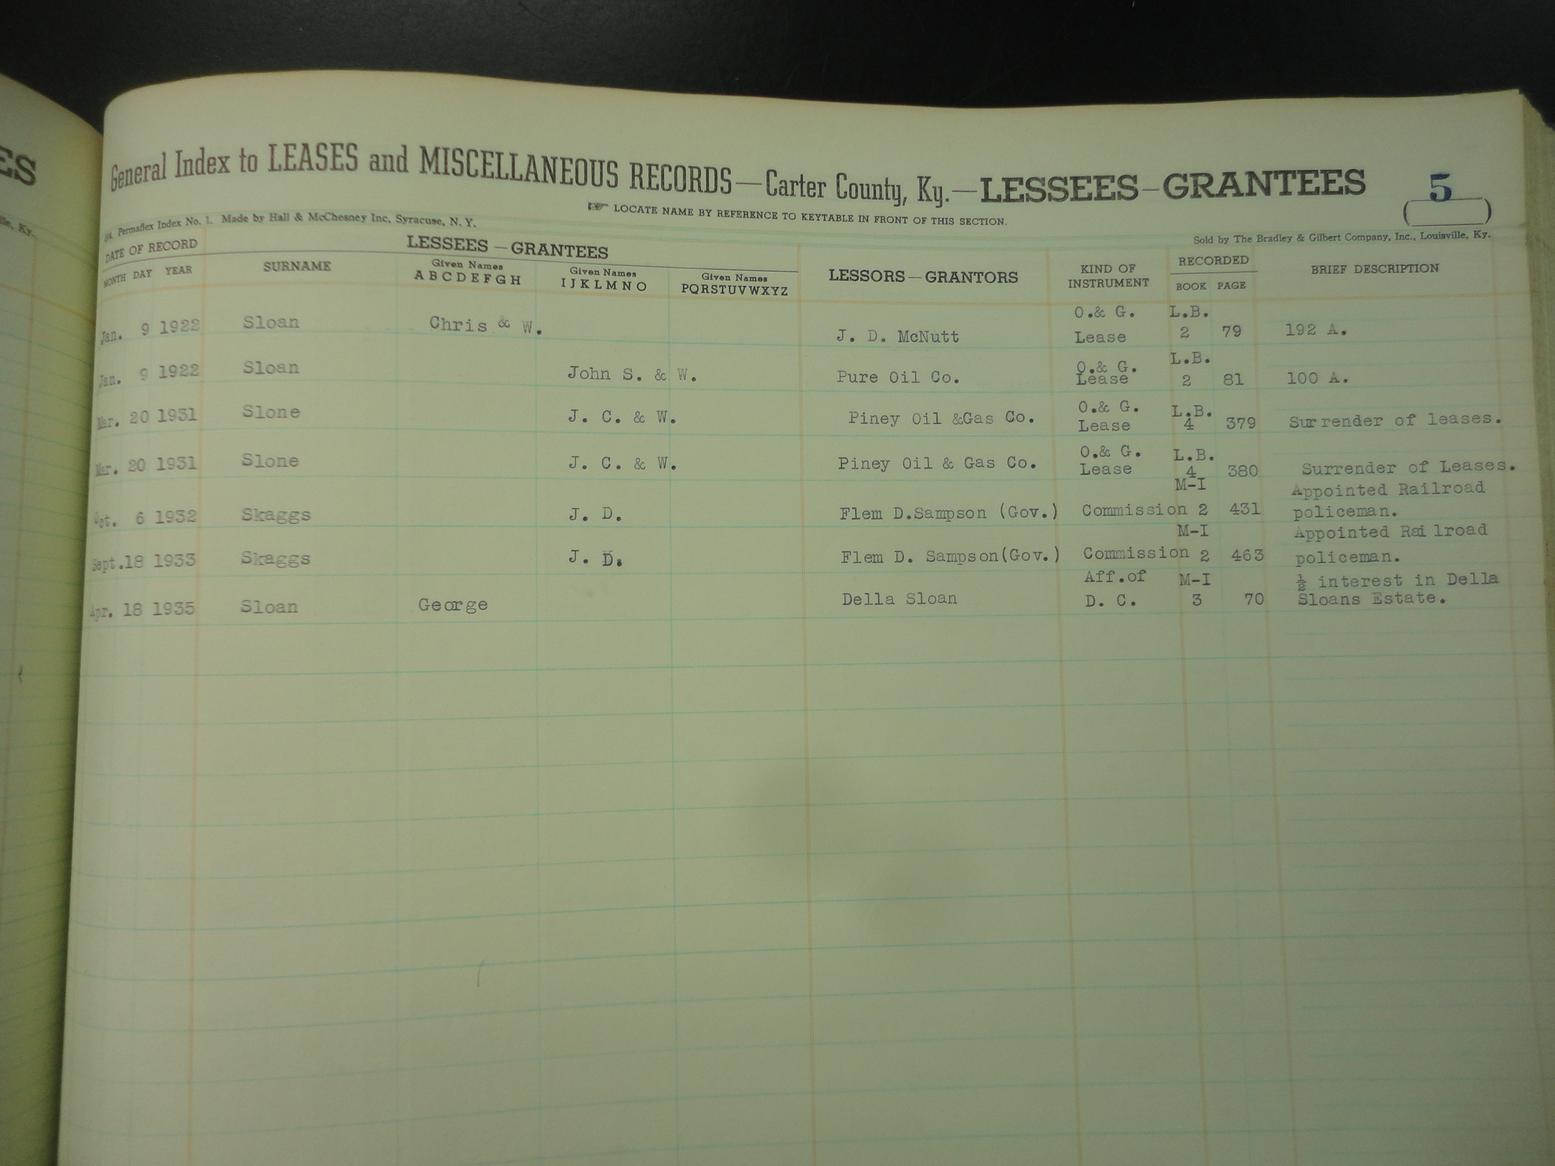 ES
lle, Ky.
General Index to LEASES and MISCELLANEOUS RECORDS—Carter County, Ky.—LESSEES—GRANTEES 5
☞ LOCATE NAME BY REFERENCE TO KEYTABLE IN FRONT OF THIS SECTION.
Permaflex Index No. 1. Made by Hall & McChesney Inc, Syracuse, N. Y.
Sold by The Bradley & Gilbert Company, Inc., Louisville, Ky.
DATE OF RECORD LESSEES—GRANTEES LESSORS—GRANTORS KIND OF INSTRUMENT RECORDED BRIEF DESCRIPTION
MONTH DAY YEAR SURNAME Given Names ABCDEFGH Given Names IJKLMNO Given Names PQRSTUVWXYZ BOOK PAGE
O.& G. L.B.
Jan. 9 1922 Sloan Chris & W. J. D. McNutt Lease 2 79 192 A.
O.& G. L.B.
Jan. 9 1922 Sloan John S. & W. Pure Oil Co. Lease 2 81 100 A.
O.& G. L.B.
Mar. 20 1931 Slone J. C. & W. Piney Oil &Gas Co. Lease 4 379 Surrender of leases.
O.& G. L.B.
Mar. 20 1931 Slone J. C. & W. Piney Oil & Gas Co. Lease 4 380 Surrender of Leases.
M-I Appointed Railroad
Oct. 6 1932 Skaggs J. D. Flem D.Sampson (Gov.) Commission 2 431 policeman.
M-I Appointed Railroad
Sept.18 1933 Skaggs J. D. Flem D. Sampson(Gov.) Commission 2 463 policeman.
Aff.of M-I ½ interest in Della
Apr. 18 1935 Sloan George Della Sloan D. C. 3 70 Sloans Estate.